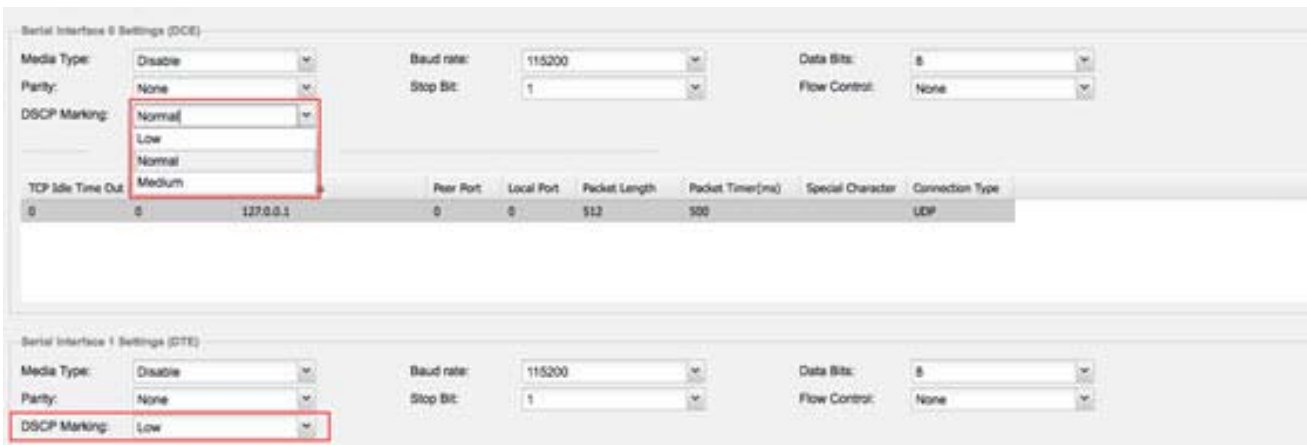 Serial Interface 0 Settings (DCE)
Media Type: Disable Baud rate: 115200 Data Bits: 8
Parity: None Stop Bit: 1 Flow Control: None
DSCP Marking: Normal
Low
Normal
Medium
TCP Idle Time Out Peer Port Local Port Packet Length Packet Timer(ms) Special Character Connection Type
0 0 127.0.0.1 0 0 512 500 UDP
Serial Interface 1 Settings (DTE)
Media Type: Disable Baud rate: 115200 Data Bits: 8
Parity: None Stop Bit: 1 Flow Control: None
DSCP Marking: Low